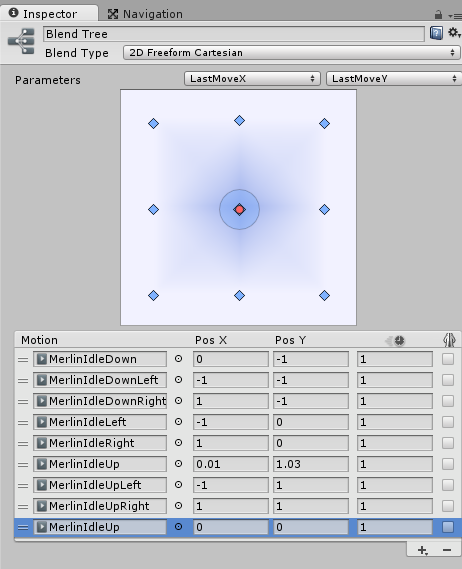 Inspector Navigation
Blend Tree
Blend Type 2D Freeform Cartesian
Parameters LastMoveX LastMoveY
Motion Pos X Pos Y
MerlinIdleDown 0 -1 1
MerlinIdleDownLeft -1 -1 1
MerlinIdleDownRight 1 -1 1
MerlinIdleLeft -1 0 1
MerlinIdleRight 1 0 1
MerlinIdleUp 0.01 1.03 1
MerlinIdleUpLeft -1 1 1
MerlinIdleUpRight 1 1 1
MerlinIdleUp 0 0 1